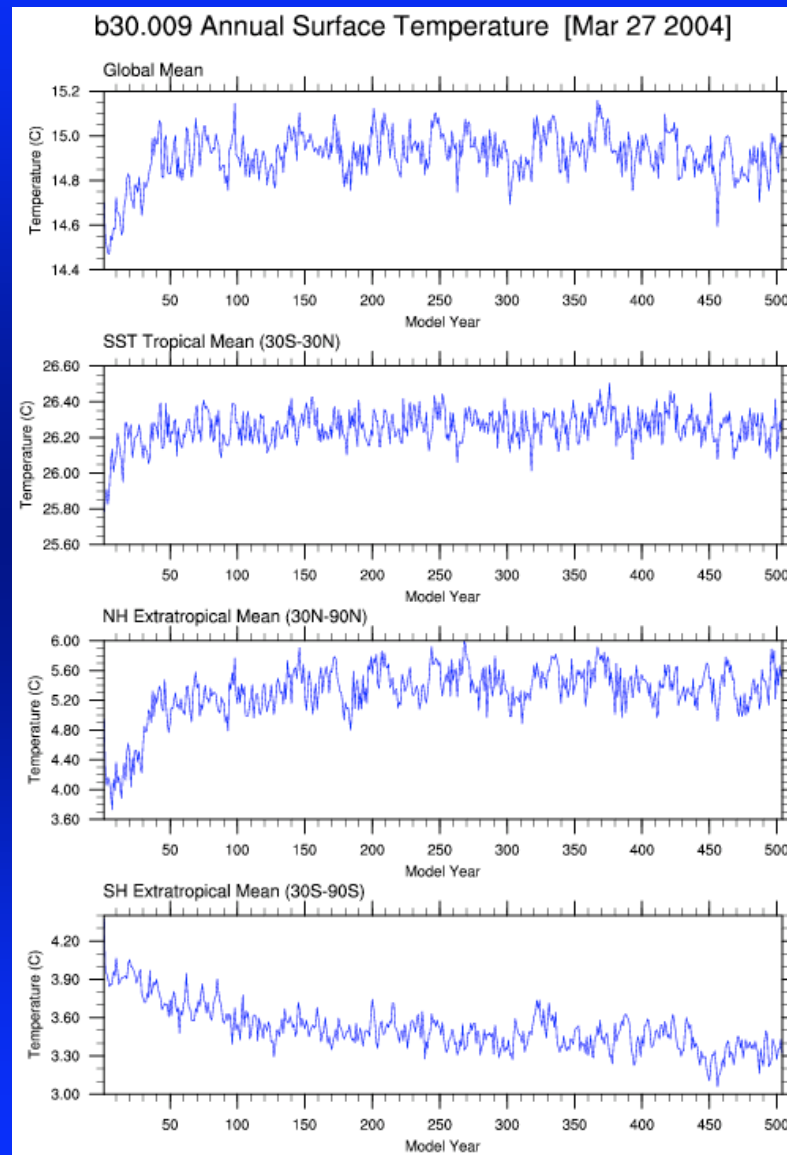 b30.009 Annual Surface Temperature [Mar 27 2004]
Global Mean
Temperature (C)
15.2
15.0
14.8
14.6
14.4
50 100 150 200 250 300 350 400 450 500
Model Year
SST Tropical Mean (30S-30N)
Temperature (C)
26.60
26.40
26.20
26.00
25.80
25.60
50 100 150 200 250 300 350 400 450 500
Model Year
NH Extratropical Mean (30N-90N)
Temperature (C)
6.00
5.60
5.20
4.80
4.40
4.00
3.60
50 100 150 200 250 300 350 400 450 500
Model Year
SH Extratropical Mean (30S-90S)
Temperature (C)
4.20
3.90
3.60
3.30
3.00
50 100 150 200 250 300 350 400 450 500
Model Year